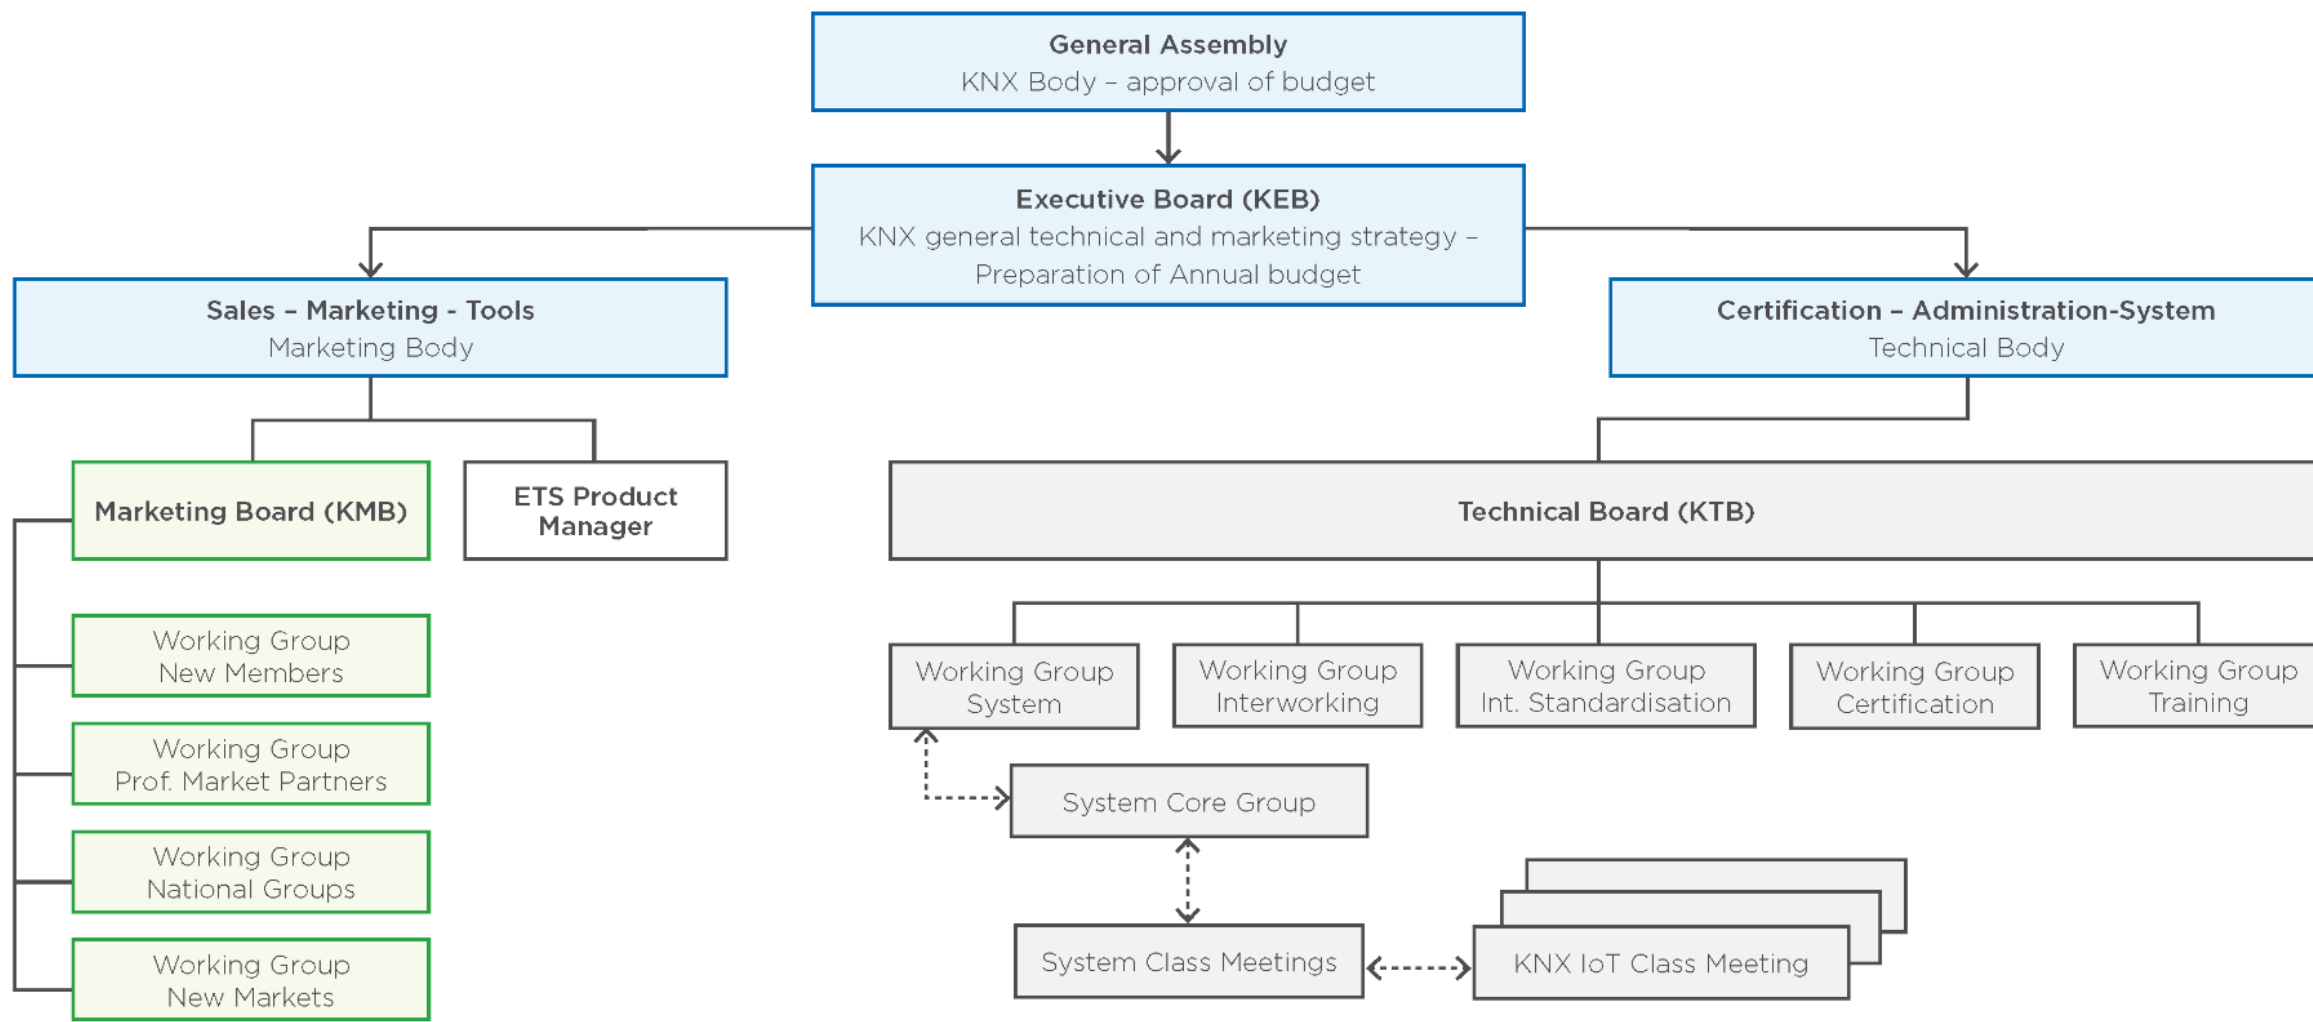 General Assembly
KNX Body – approval of budget
Executive Board (KEB)
KNX general technical and marketing strategy –
Preparation of Annual budget
Sales – Marketing - Tools
Marketing Body
Certification – Administration-System
Technical Body
Marketing Board (KMB)
ETS Product
Manager
Technical Board (KTB)
Working Group
New Members
Working Group
Prof. Market Partners
Working Group
National Groups
Working Group
New Markets
Working Group
System
Working Group
Interworking
Working Group
Int. Standardisation
Working Group
Certification
Working Group
Training
System Core Group
System Class Meetings
KNX IoT Class Meeting